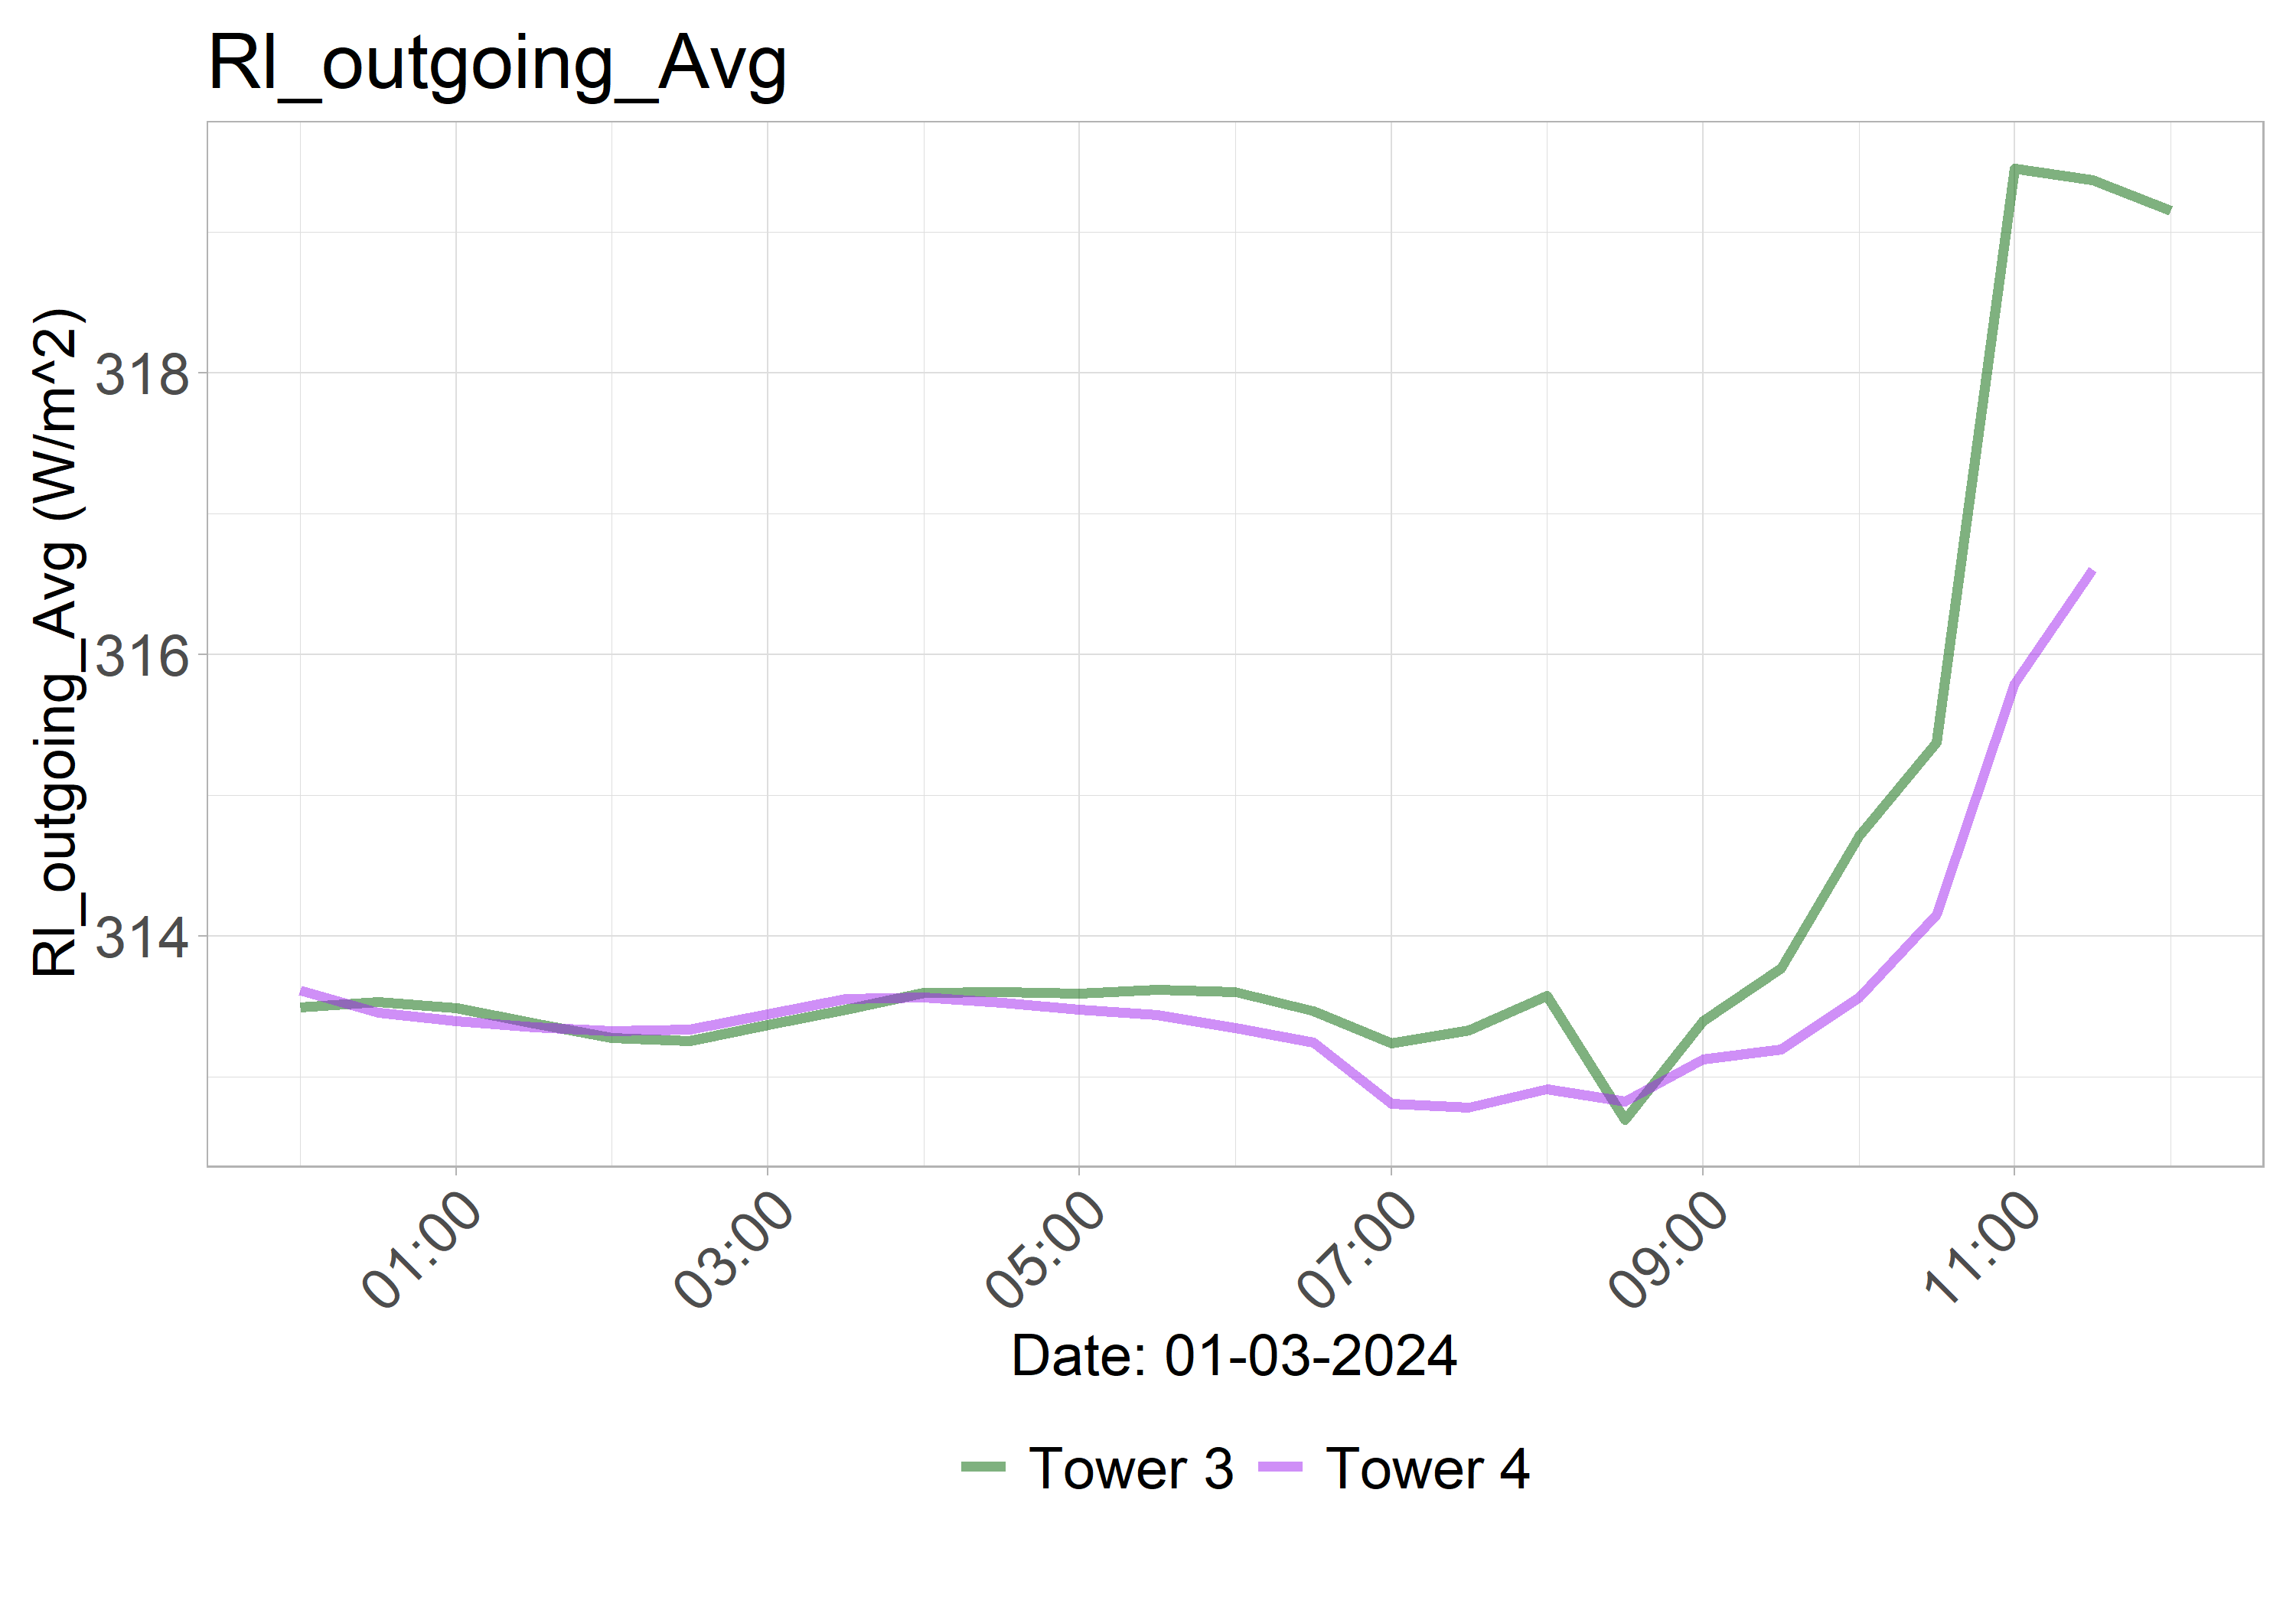 Rl_outgoing_Avg
Rl_outgoing_Avg (W/m^2)
318
316
314
01:00
03:00
05:00
07:00
09:00
11:00
Date: 01-03-2024
Tower 3
Tower 4